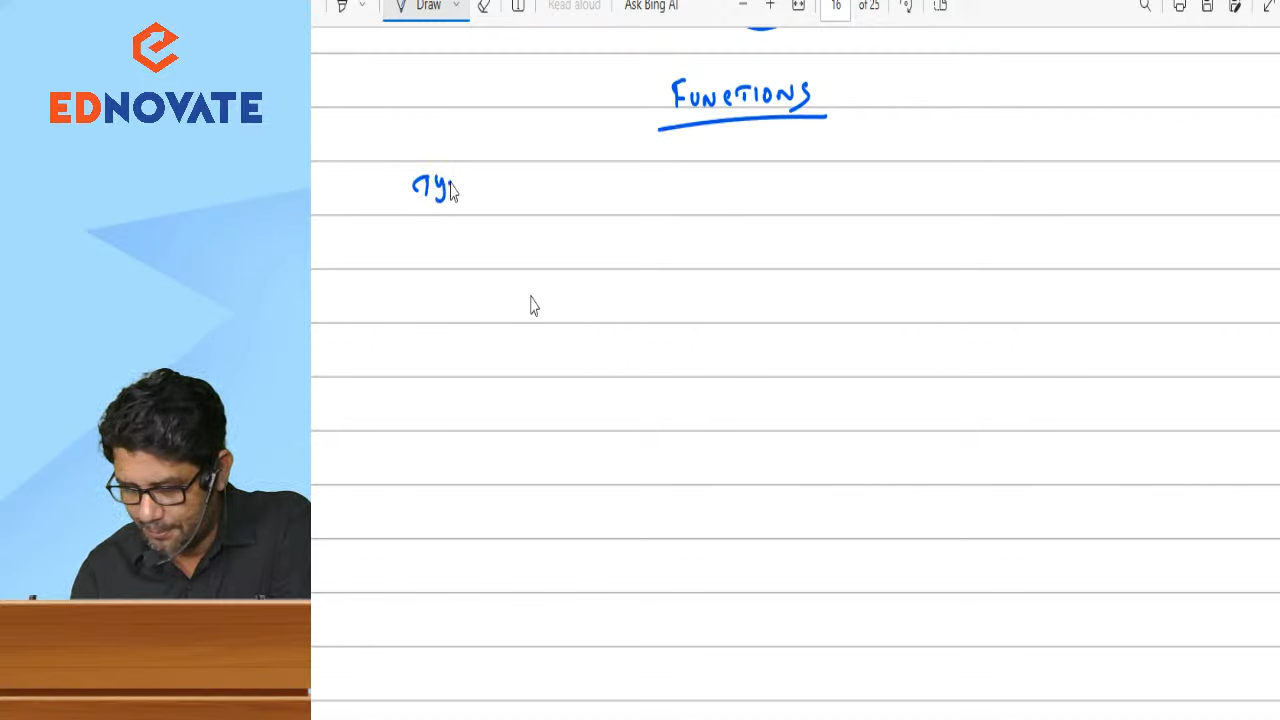 Draw
Read aloud
Ask Bing AI
16 of 25
EDNOVATE
FUNCTIONS
Ty